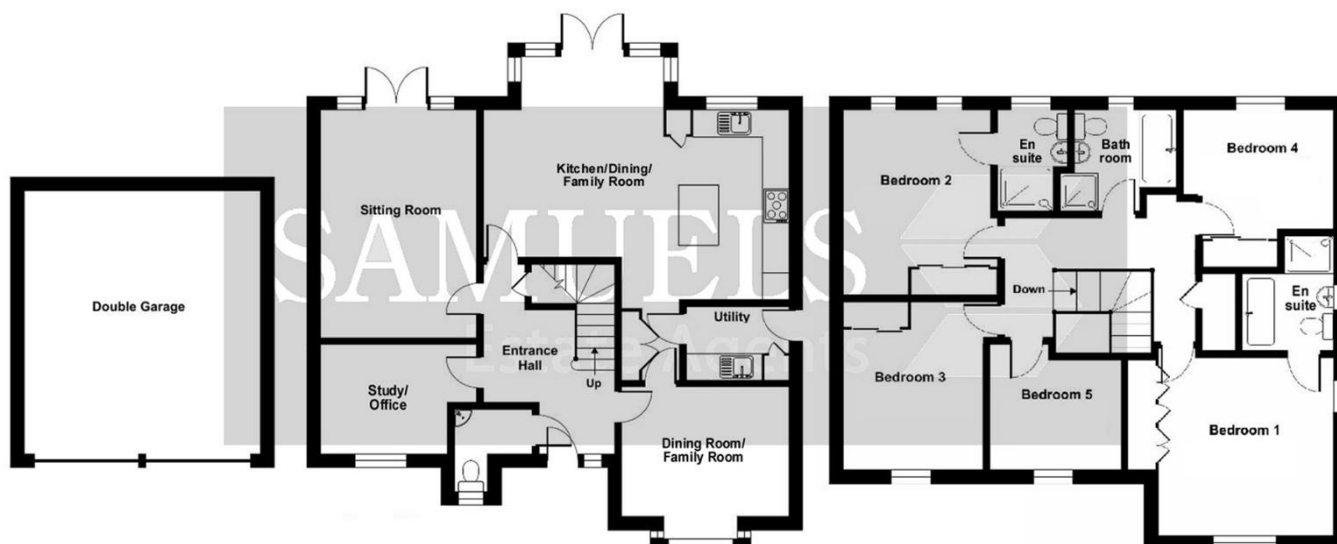 Double Garage
Sitting Room
Study/
Office
Kitchen/Dining/
Family Room
Entrance
Hall
Up
Utility
Dining Room/
Family Room
SAMUELS
Estate Agents
Bedroom 2
En
suite
Bath
room
Bedroom 4
Down
En
suite
Bedroom 3
Bedroom 5
Bedroom 1